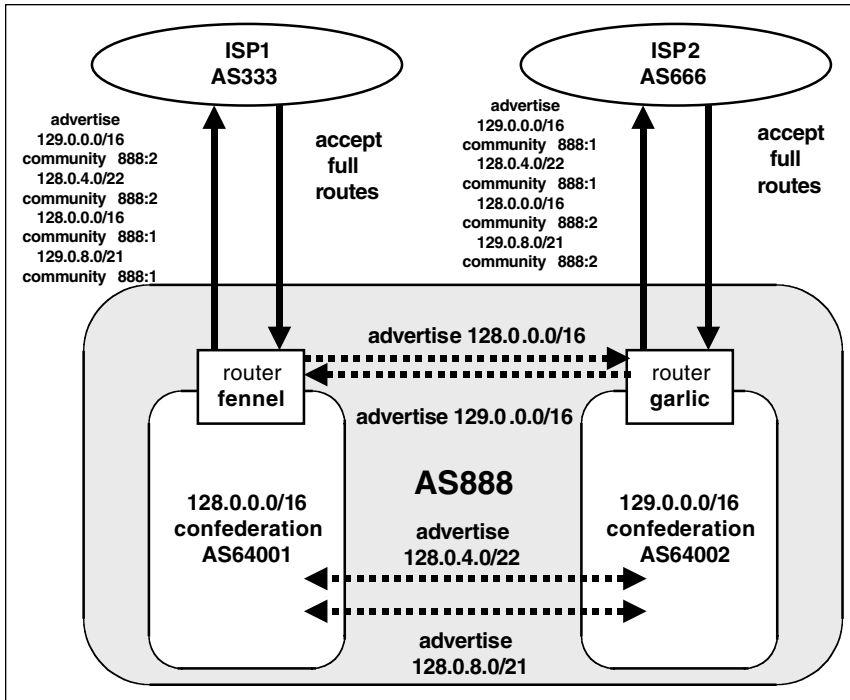 ISP1
AS333
ISP2
AS666
advertise
129.0.0.0/16
community 888:2
128.0.4.0/22
community 888:2
128.0.0.0/16
community 888:1
129.0.8.0/21
community 888:1
accept
full
routes
advertise
129.0.0.0/16
community 888:1
128.0.4.0/22
community 888:1
128.0.0.0/16
community 888:2
129.0.8.0/21
community 888:2
accept
full
routes
advertise 128.0.0.0/16
router
fennel
router
garlic
advertise 129.0.0.0/16
AS888
128.0.0.0/16
confederation
AS64001
129.0.0.0/16
confederation
AS64002
advertise
128.0.4.0/22
advertise
128.0.8.0/21